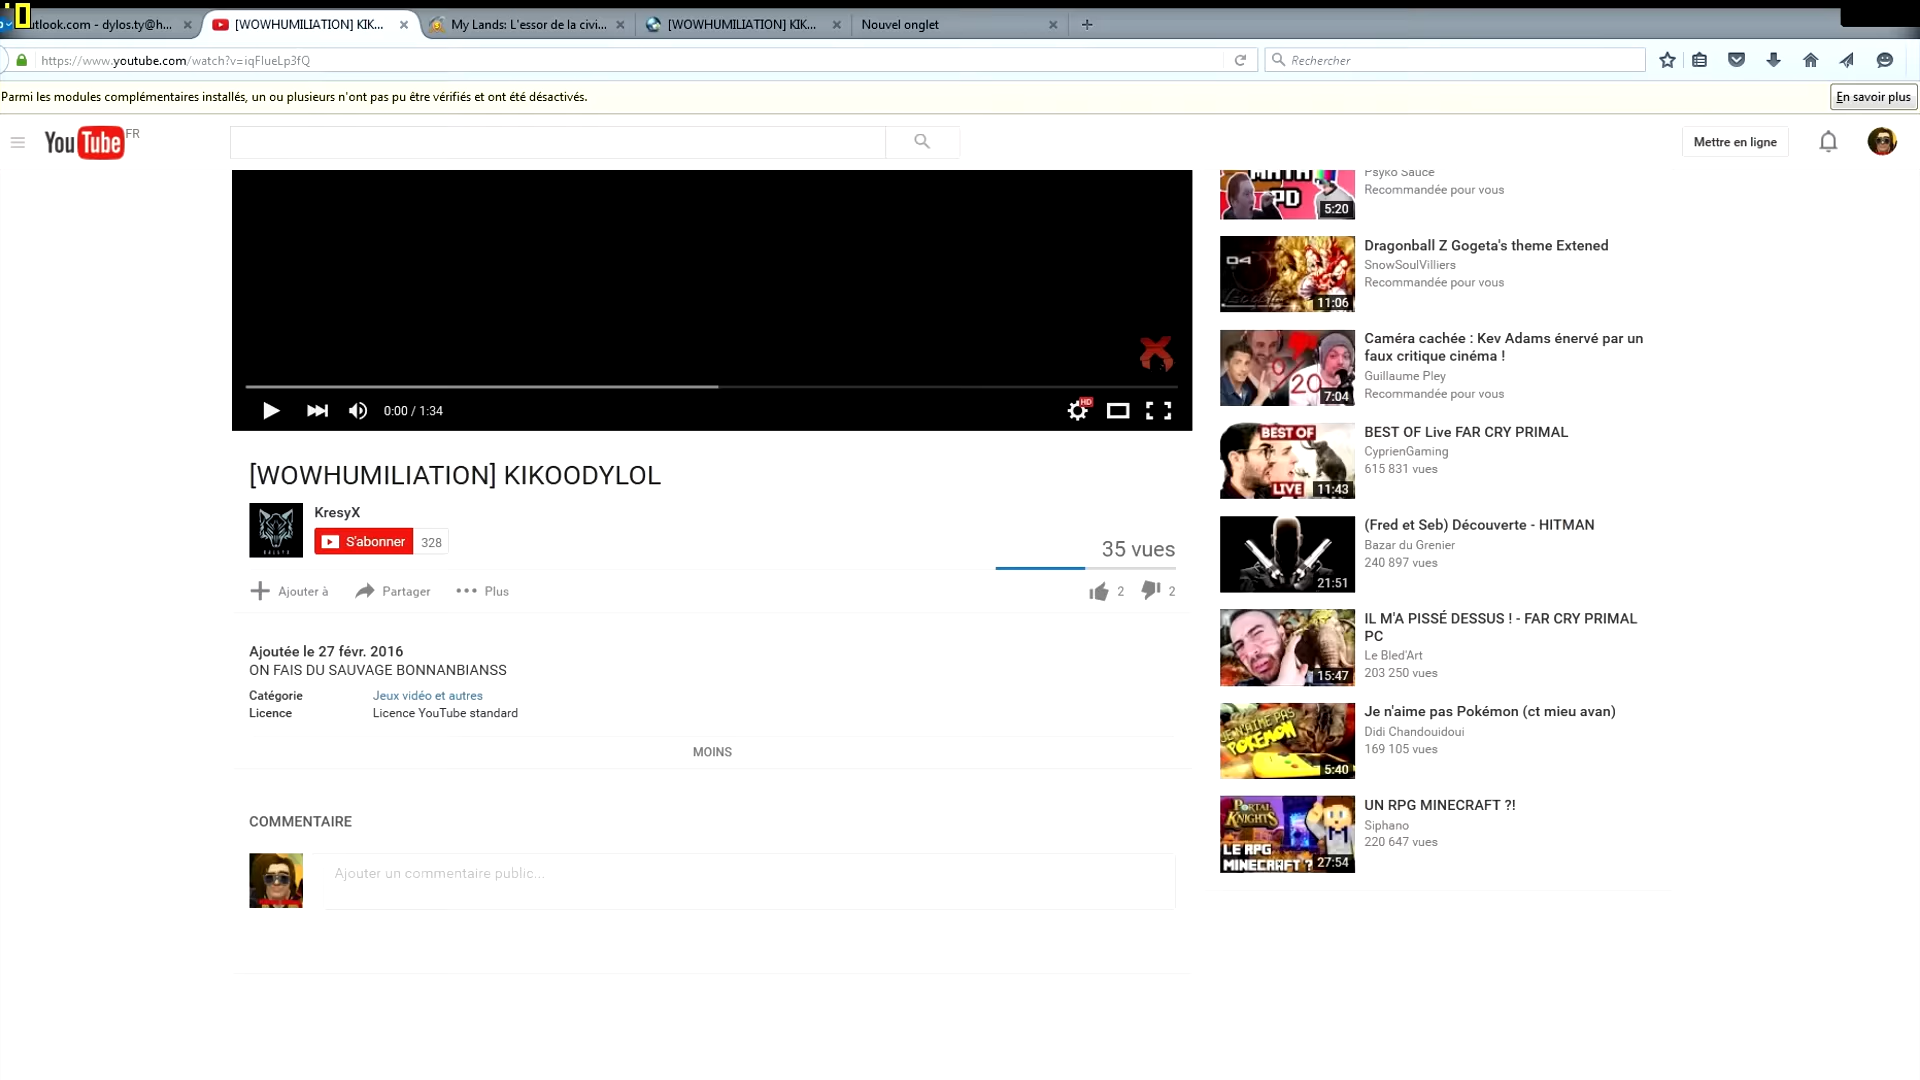 utlook.com - dylos.ty@h...
[WOWHUMILIATION] KIK...
My Lands: L'essor de la civi...
[WOWHUMILIATION] KIK...
Nouvel onglet
https://www.youtube.com/watch?v=iqFlueLp3fQ
Rechercher
Parmi les modules complémentaires installés, un ou plusieurs n'ont pas pu être vérifiés et ont été désactivés.
En savoir plus
YouTube FR
Mettre en ligne
0:00 / 1:34
HD
[WOWHUMILIATION] KIKOODYLOL
KresyX
S'abonner 328
35 vues
Ajouter à
Partager
Plus
2
2
Ajoutée le 27 févr. 2016
ON FAIS DU SAUVAGE BONNANBIANSS
Catégorie Jeux vidéo et autres
Licence Licence YouTube standard
MOINS
COMMENTAIRE
Ajouter un commentaire public...
Psyko Sauce
Recommandée pour vous
5:20
Dragonball Z Gogeta's theme Extened
SnowSoulVilliers
Recommandée pour vous
04
11:06
Caméra cachée : Kev Adams énervé par un
faux critique cinéma !
Guillaume Pley
Recommandée pour vous
0/20
7:04
BEST OF Live FAR CRY PRIMAL
CyprienGaming
615 831 vues
BEST OF
LIVE
11:43
(Fred et Seb) Découverte - HITMAN
Bazar du Grenier
240 897 vues
21:51
IL M'A PISSÉ DESSUS ! - FAR CRY PRIMAL
PC
Le Bled'Art
203 250 vues
15:47
Je n'aime pas Pokémon (ct mieu avan)
Didi Chandouidoui
169 105 vues
JE N'AIME PAS
POKEMON
5:40
UN RPG MINECRAFT ?!
Siphano
220 647 vues
PORTAL
KNIGHTS
LE RPG
MINECRAFT ?
27:54